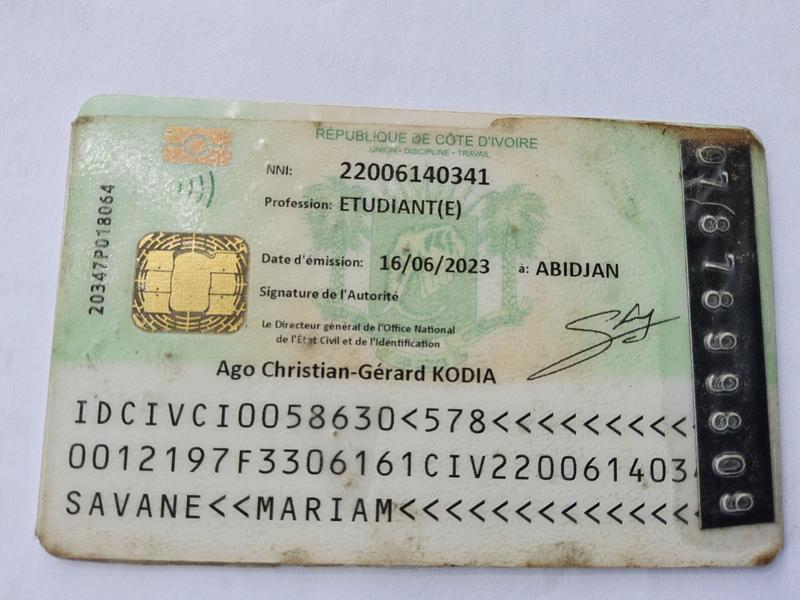 RÉPUBLIQUE DE CÔTE D'IVOIRE
UNION - DISCIPLINE - TRAVAIL
NNI: 22006140341
Profession: ETUDIANT(E)
Date d'émission: 16/06/2023 à: ABIDJAN
Signature de l'Autorité
Le Directeur général de l'Office National
de l'État Civil et de l'Identification
Ago Christian-Gérard KODIA
20347P018064
IDCIVCI0058630<578<<<<<<<<<<
0012197F3306161CIV2200614034
SAVANE<<MARIAM<<<<<<<<<<<<<<